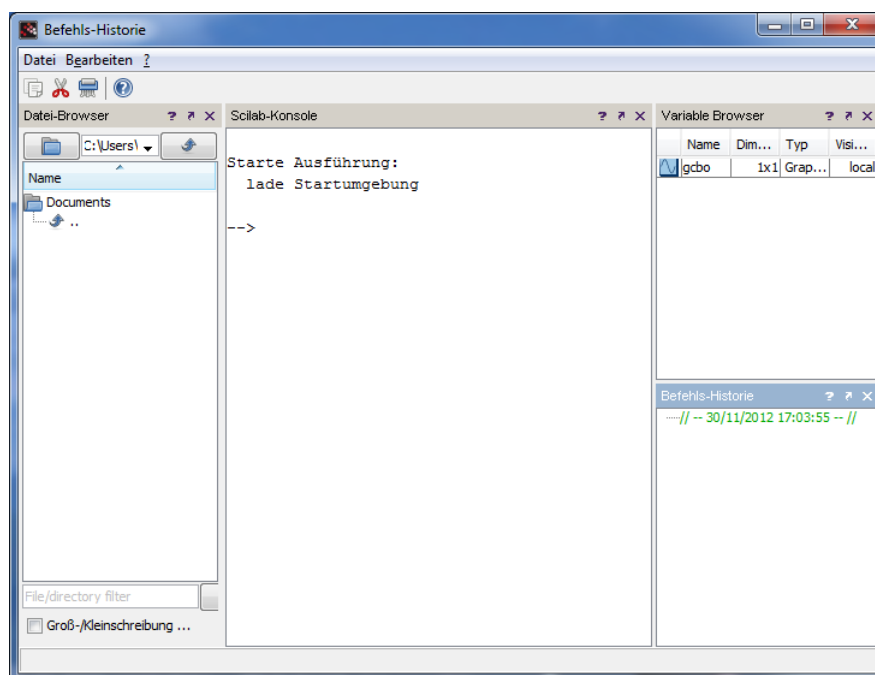 Befehls-Historie
Datei Bearbeiten ?
Datei-Browser
C:\Users\
Name
Documents
..
File/directory filter
Groß-/Kleinschreibung ...
Scilab-Konsole
Starte Ausführung:
lade Startumgebung
-->
Variable Browser
Name Dim... Typ Visi...
gcbo 1x1 Grap... local
Befehls-Historie
// -- 30/11/2012 17:03:55 -- //